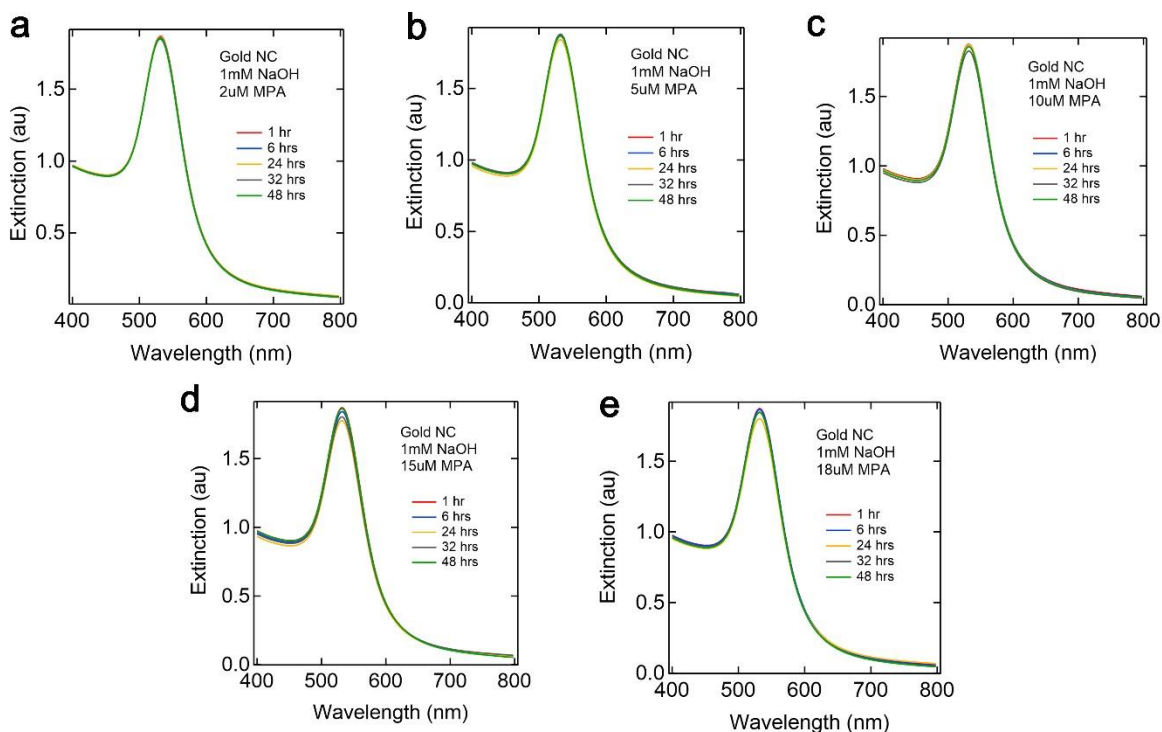 a
Gold NC
1mM NaOH
2uM MPA
1 hr
6 hrs
24 hrs
32 hrs
48 hrs
1.5
1.0
0.5
Extinction (au)
400 500 600 700 800
Wavelength (nm)
b
Gold NC
1mM NaOH
5uM MPA
1 hr
6 hrs
24 hrs
32 hrs
48 hrs
1.5
1.0
0.5
0.0
Extinction (au)
400 500 600 700 800
Wavelength (nm)
c
Gold NC
1mM NaOH
10uM MPA
1 hr
6 hrs
24 hrs
32 hrs
48 hrs
1.5
1.0
0.5
0.0
Extinction (au)
400 500 600 700 800
Wavelength (nm)
d
Gold NC
1mM NaOH
15uM MPA
1 hr
6 hrs
24 hrs
32 hrs
48 hrs
1.5
1.0
0.5
0.0
Extinction (au)
400 500 600 700 800
Wavelength (nm)
e
Gold NC
1mM NaOH
18uM MPA
1 hr
6 hrs
24 hrs
32 hrs
48 hrs
1.5
1.0
0.5
0.0
Extinction (au)
400 500 600 700 800
Wavelength (nm)